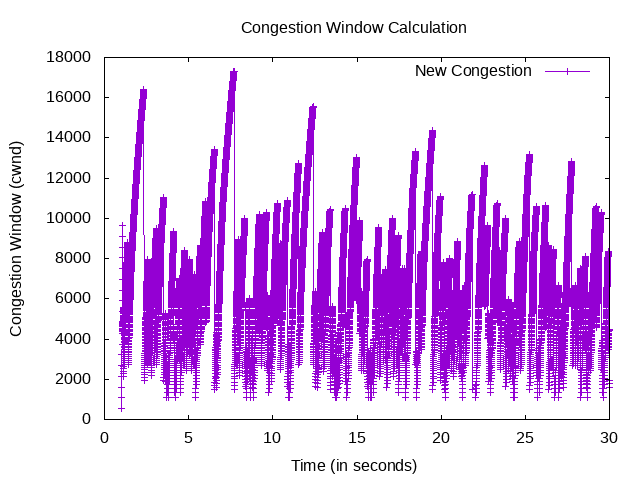 Congestion Window Calculation
18000
16000
14000
12000
10000
8000
6000
4000
2000
0
Congestion Window (cwnd)
New Congestion
0 5 10 15 20 25 30
Time (in seconds)